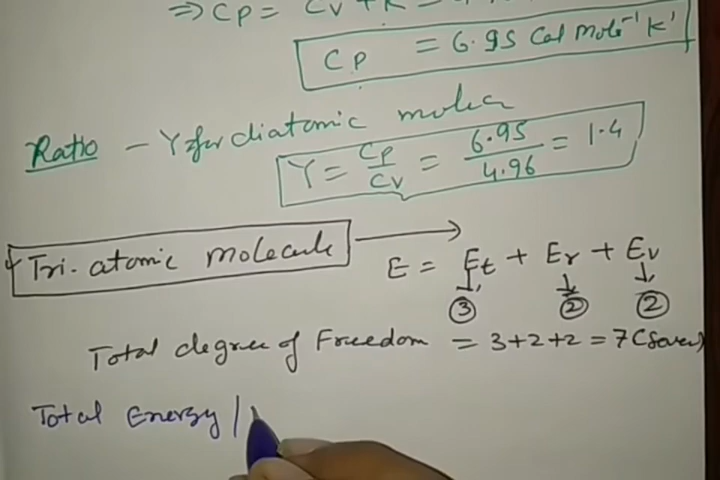 ⇒ CP = Cv + R =
CP = 6.95 Cal Mole⁻¹ K⁻¹
Ratio – γ for diatomic
γ = CP/CV = 6.95/4.96 = 1.4
Tri-atomic molecule → E = Et + Er + Ev
③ ② ②
Total degree of Freedom = 3+2+2 = 7 (Seven)
Total Energy /